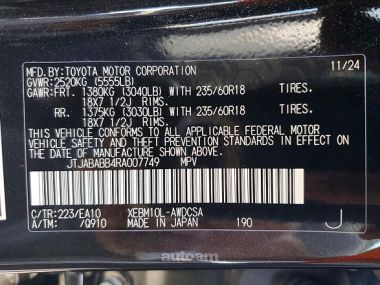 MFD.BY:TOYOTA MOTOR CORPORATION 11/24
GVWR:2520KG (5555LB)
GAWR:FRT. 1380KG (3040LB) WITH 235/60R18 TIRES.
18X7 1/2J RIMS.
RR. 1375KG (3030LB) WITH 235/60R18 TIRES.
18X7 1/2J RIMS.
THIS VEHICLE CONFORMS TO ALL APPLICABLE FEDERAL MOTOR
VEHICLE SAFETY AND THEFT PREVENTION STANDARDS IN EFFECT
ON THE DATE OF MANUFACTURE SHOWN ABOVE.
JTJABABB4RA007749 MPV
C/TR:223/EA10 XEBM10L-AWDCSA
A/TM: /Q910 MADE IN JAPAN 190 J
autoam